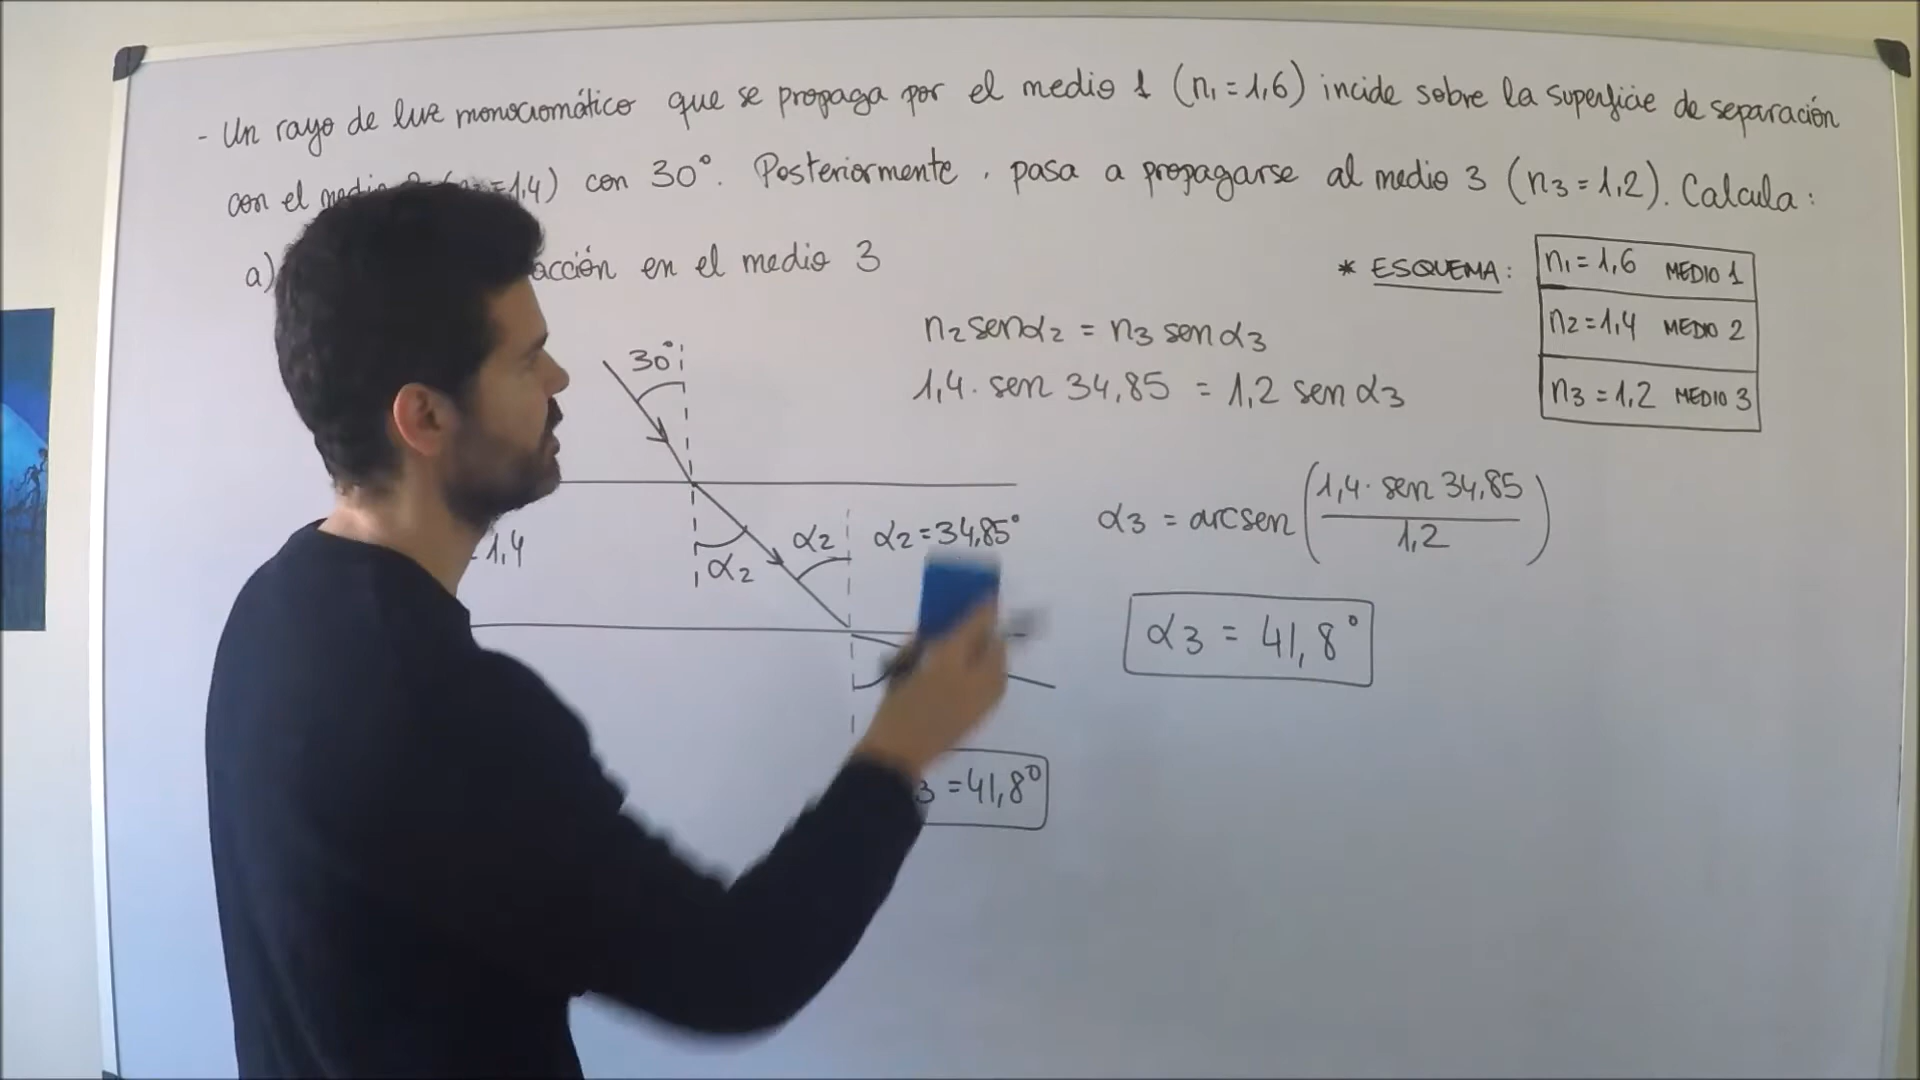 - Un rayo de luz monocromático que se propaga por el medio 1 (n₁ = 1,6) incide sobre la superficie de separación
con el medio =1,4) con 30°. Posteriormente, pasa a propagarse al medio 3 (n₃ = 1,2). Calcula:
a) acción en el medio 3
* ESQUEMA:
n₁ = 1,6 MEDIO 1
n₂ = 1,4 MEDIO 2
n₃ = 1,2 MEDIO 3
n₂ sen α₂ = n₃ sen α₃
1,4 · sen 34,85 = 1,2 sen α₃
30°
α₃ = arcsen (1,4 · sen 34,85 / 1,2)
1,4
α₂
α₂
α₂ = 34,85°
α₃ = 41,8°
3 = 41,8°